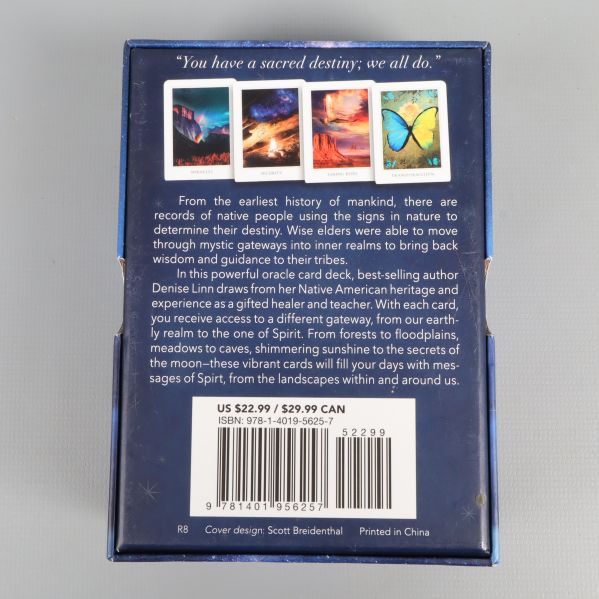 “You have a sacred destiny; we all do.”
MIRACLES
SECURITY
TAKING RISKS
TRANSFORMATION
From the earliest history of mankind, there are
records of native people using the signs in nature to
determine their destiny. Wise elders were able to move
through mystic gateways into inner realms to bring back
wisdom and guidance to their tribes.
In this powerful oracle card deck, best-selling author
Denise Linn draws from her Native American heritage and
experience as a gifted healer and teacher. With each card,
you receive access to a different gateway, from our earth-
ly realm to the one of Spirit. From forests to floodplains,
meadows to caves, shimmering sunshine to the secrets of
the moon—these vibrant cards will fill your days with mes-
sages of Spirt, from the landscapes within and around us.
US $22.99 / $29.99 CAN
ISBN: 978-1-4019-5625-7
52299
9 781401 956257
R8 Cover design: Scott Breidenthal Printed in China